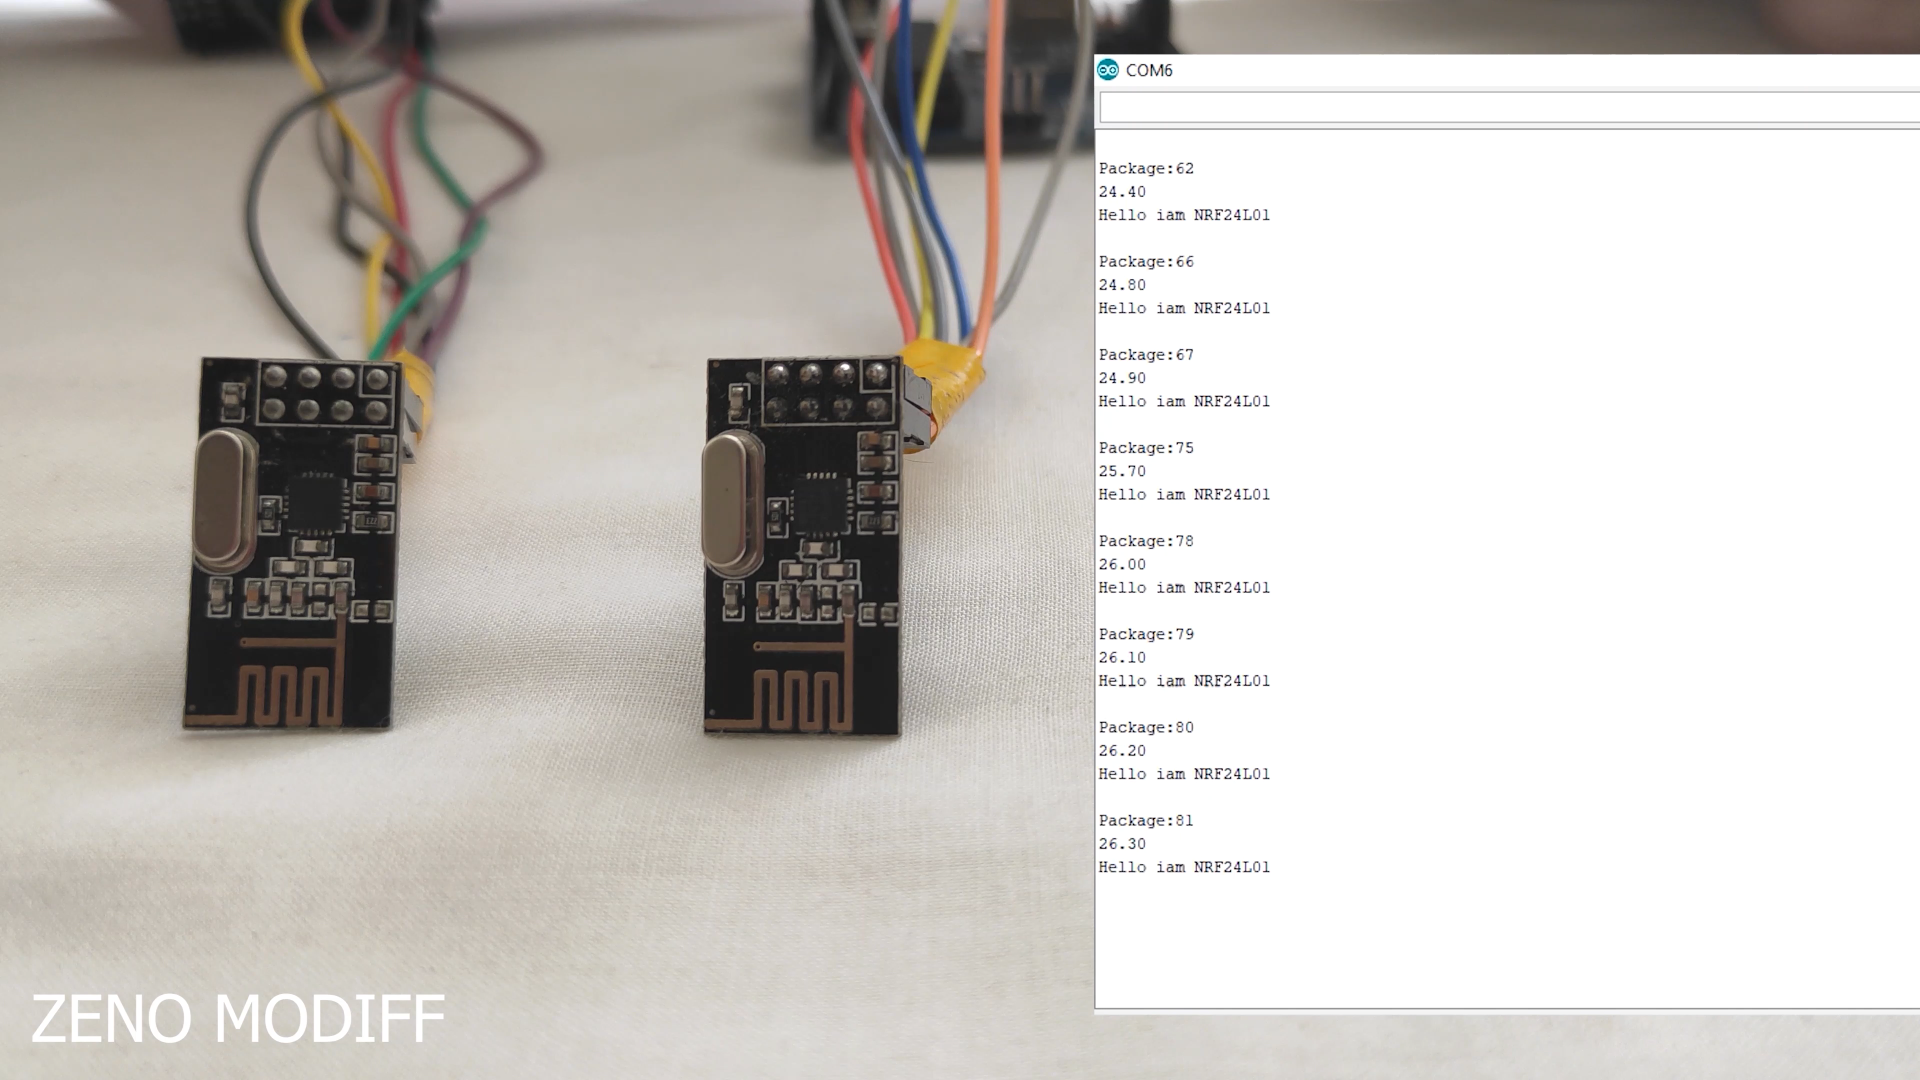 COM6
Package:62
24.40
Hello iam NRF24L01
Package:66
24.80
Hello iam NRF24L01
Package:67
24.90
Hello iam NRF24L01
Package:75
25.70
Hello iam NRF24L01
Package:78
26.00
Hello iam NRF24L01
Package:79
26.10
Hello iam NRF24L01
Package:80
26.20
Hello iam NRF24L01
Package:81
26.30
Hello iam NRF24L01
ZENO MODIFF